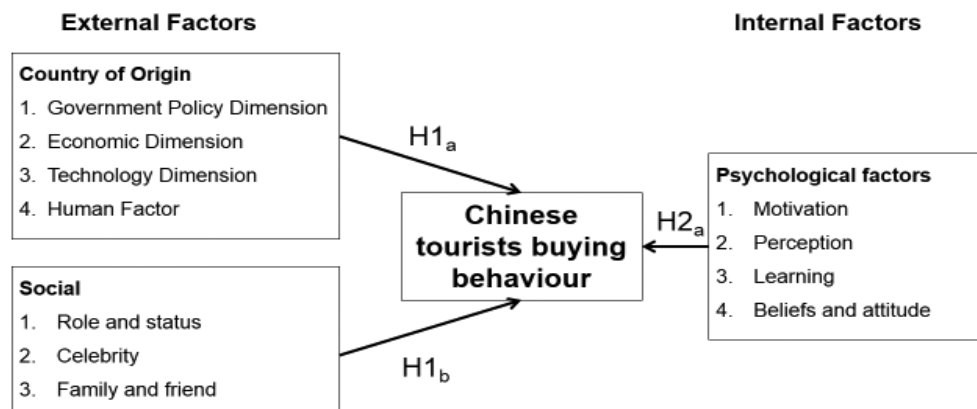 External Factors
Internal Factors
Country of Origin
1. Government Policy Dimension
2. Economic Dimension
3. Technology Dimension
4. Human Factor
H1a
Chinese
tourists buying
behaviour
H2a
Psychological factors
1. Motivation
2. Perception
3. Learning
4. Beliefs and attitude
Social
1. Role and status
2. Celebrity
3. Family and friend
H1b